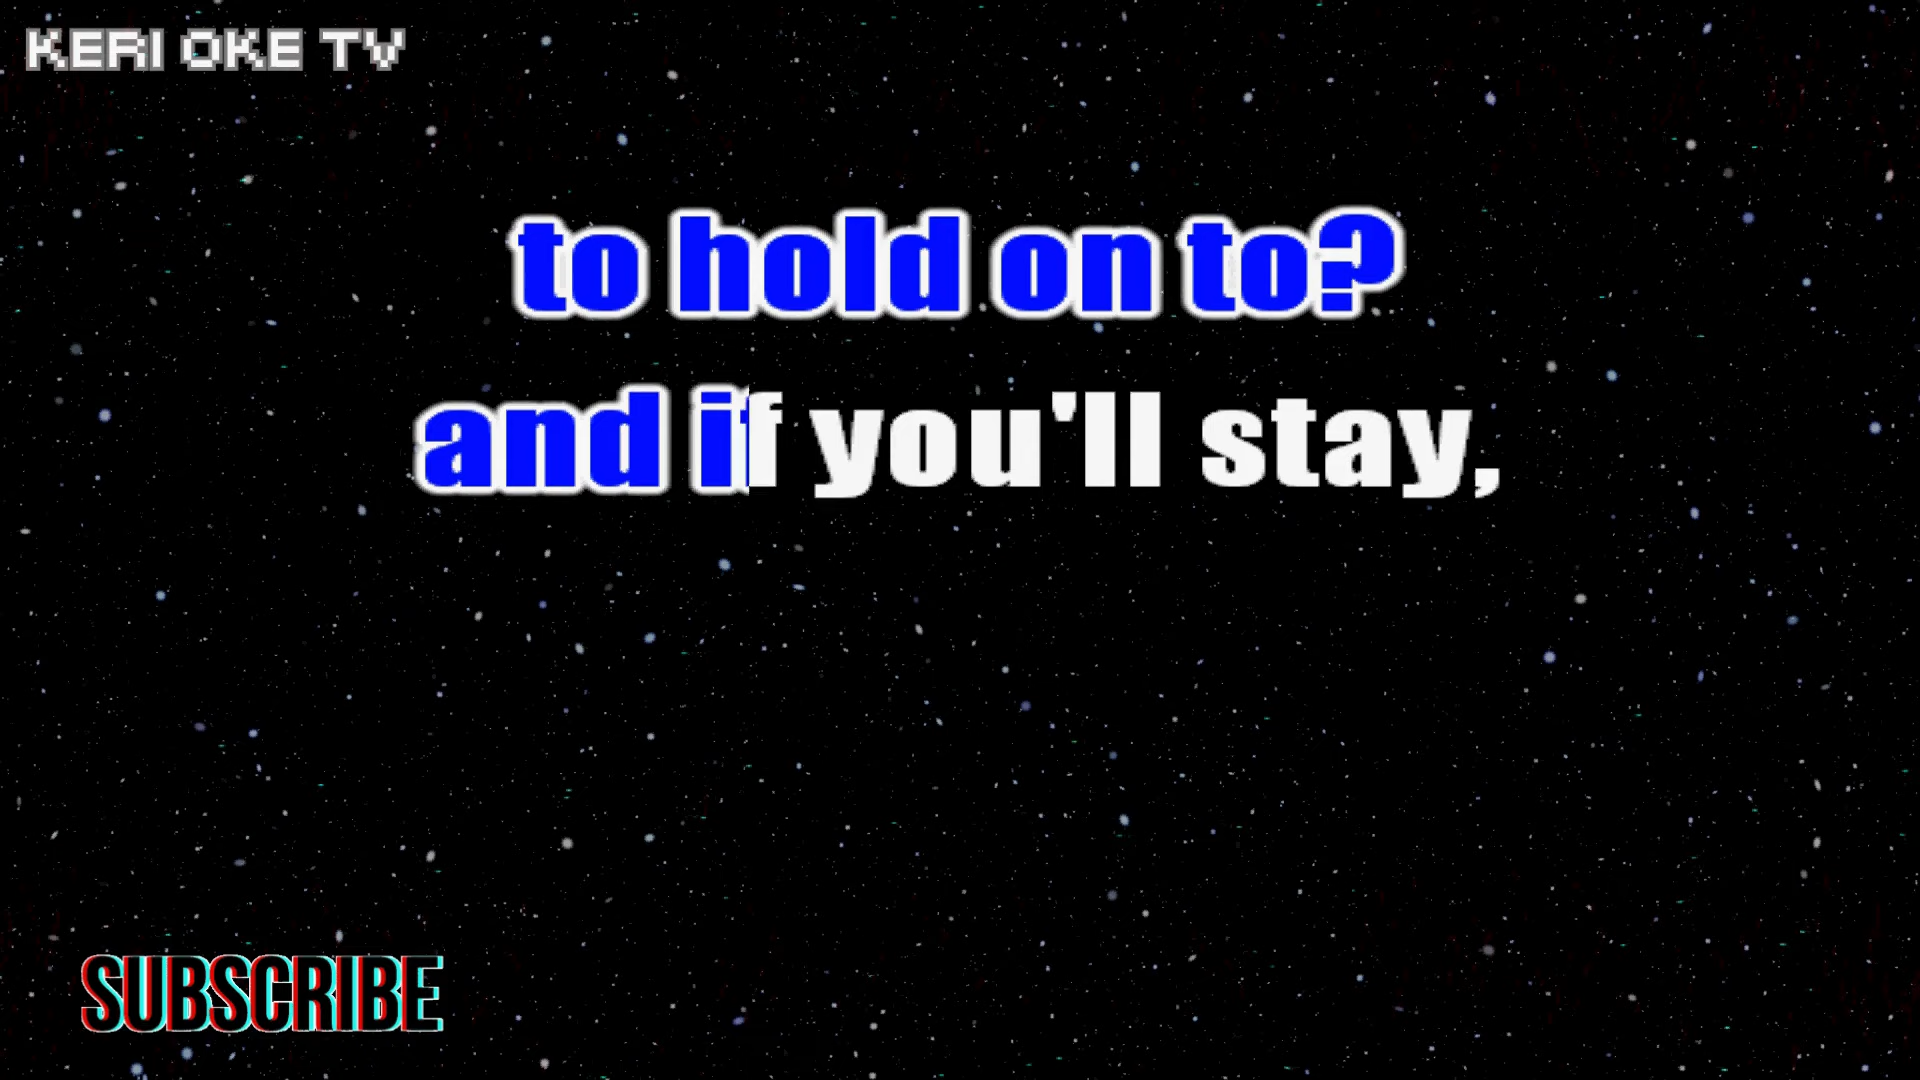 KERI OKE TV
to hold on to?
and if you'll stay,
SUBSCRIBE